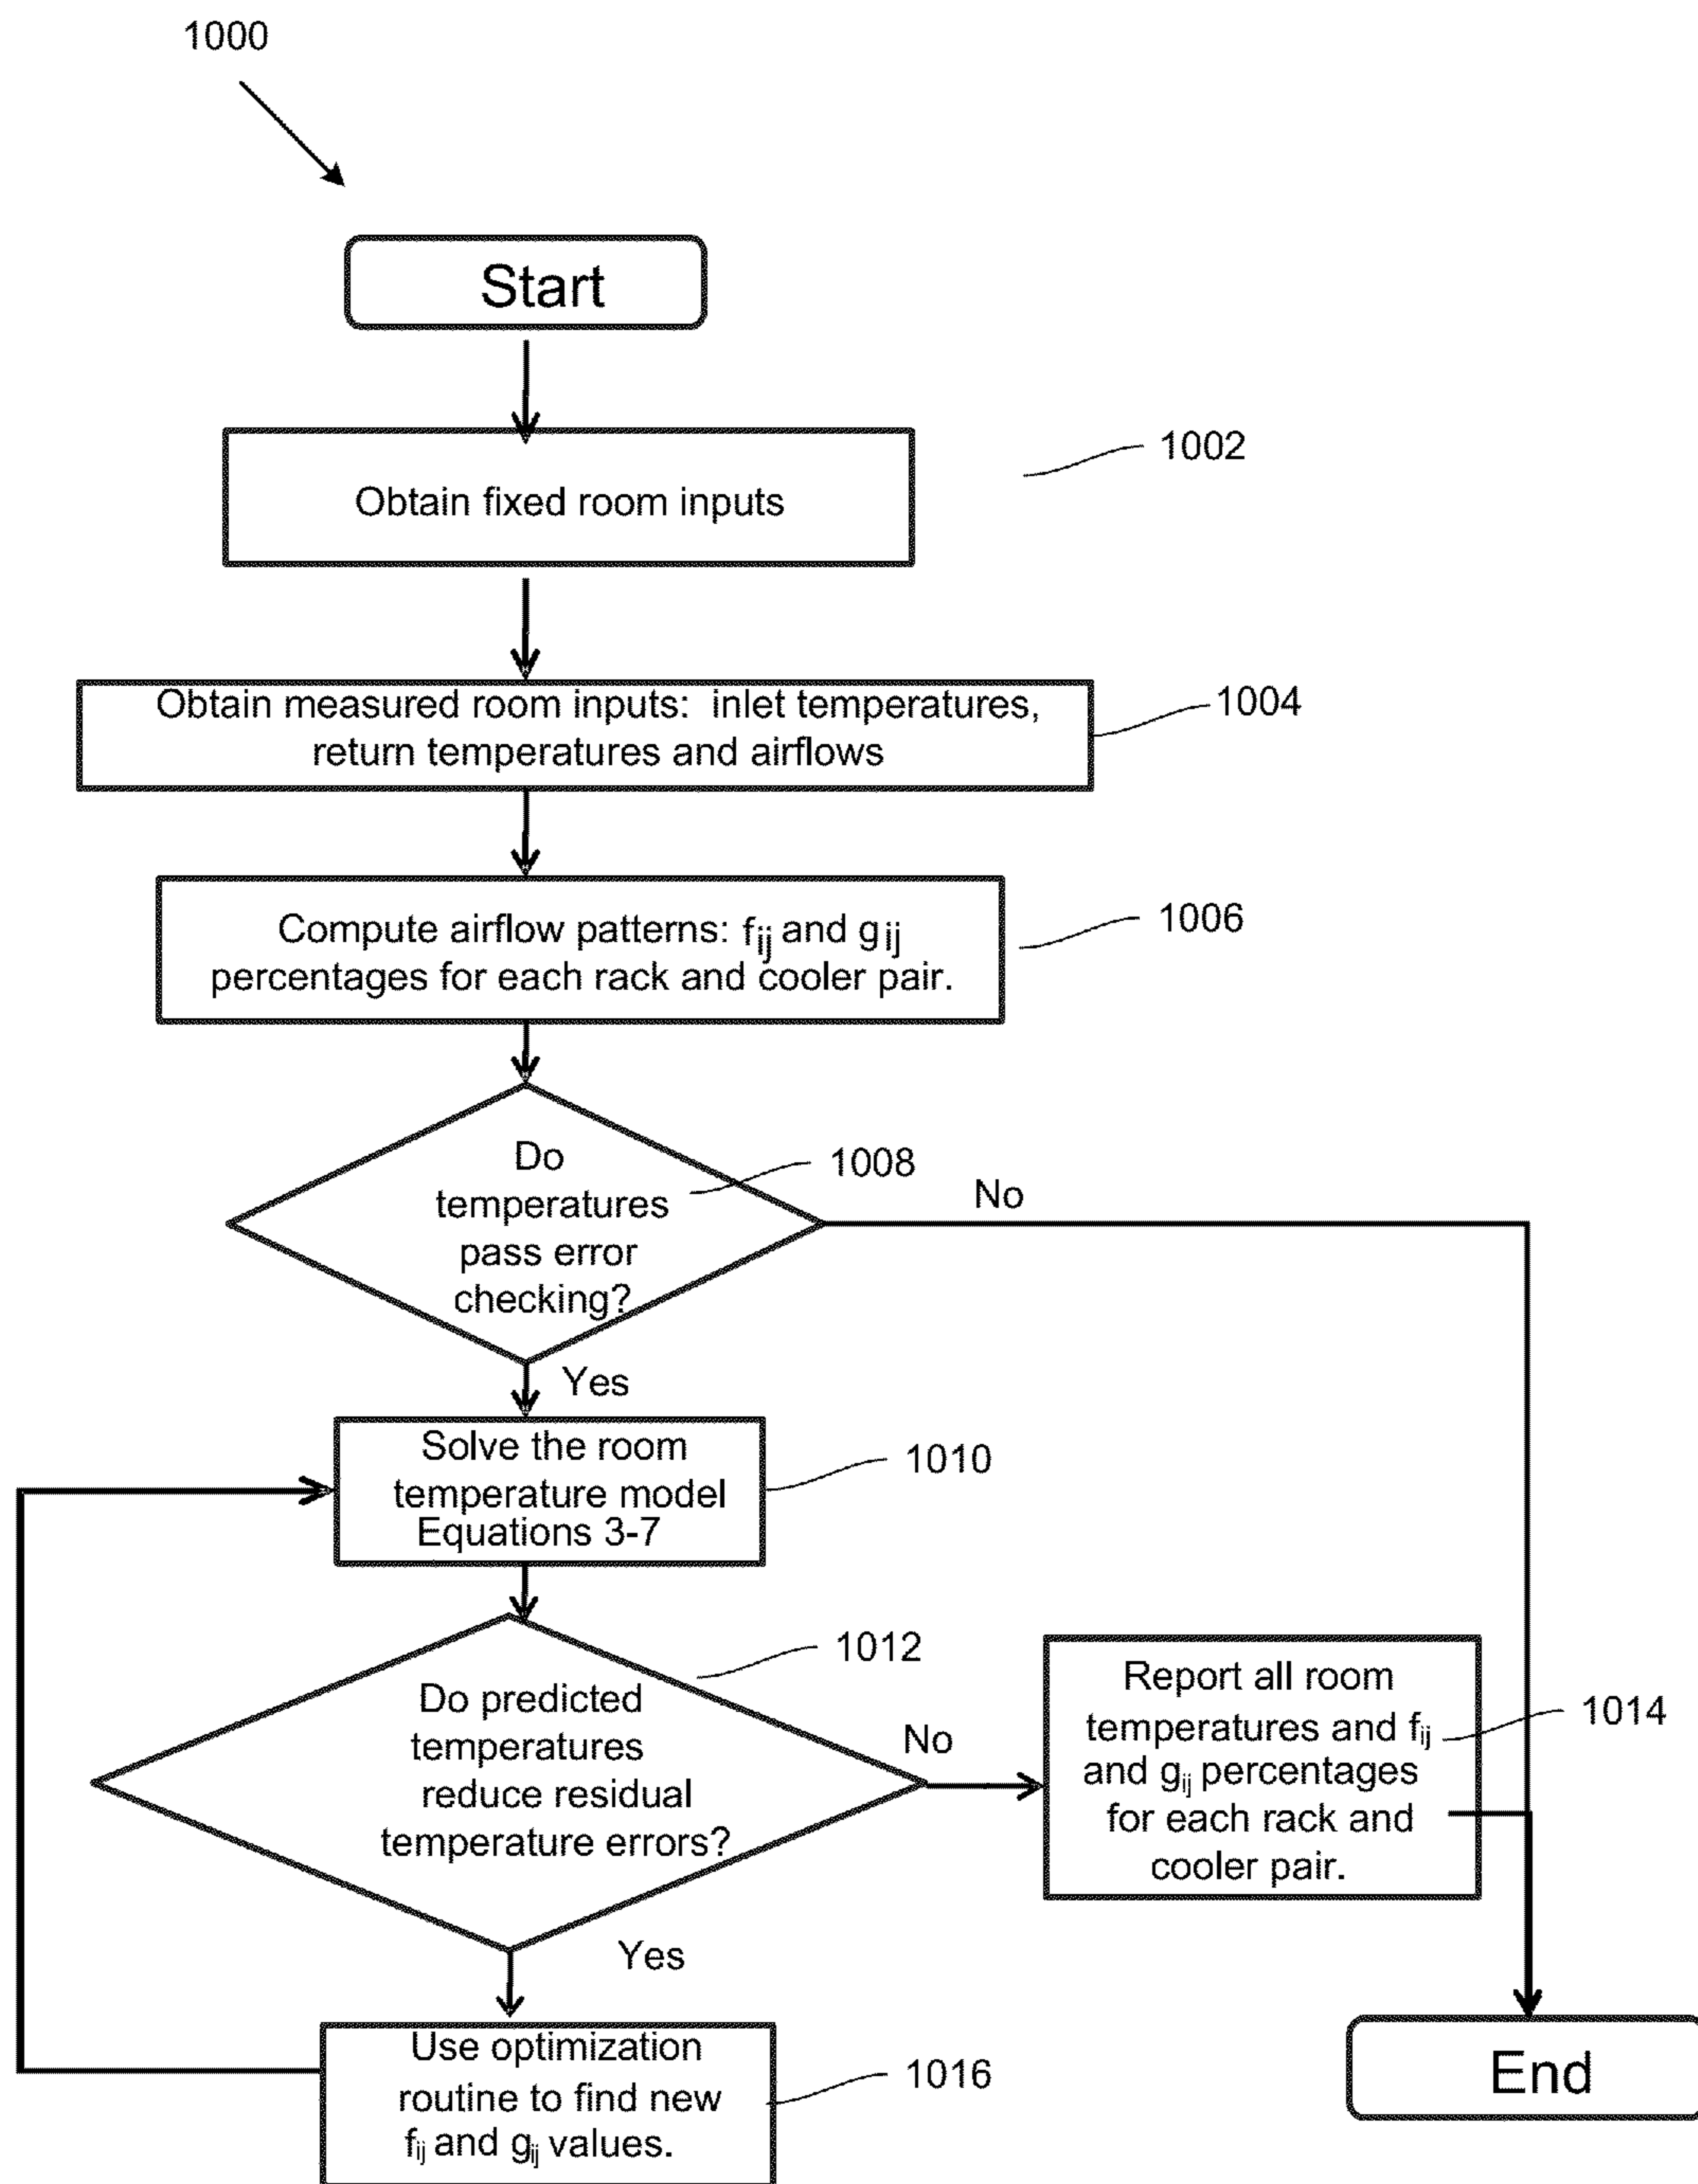 1000
Start
1002
Obtain fixed room inputs
1004
Obtain measured room inputs: inlet temperatures,
return temperatures and airflows
1006
Compute airflow patterns: fij and gij
percentages for each rack and cooler pair.
Do
temperatures
pass error
checking?
1008
No
Yes
Solve the room
temperature model
Equations 3-7
1010
1012
Do predicted
temperatures
reduce residual
temperature errors?
No
Report all room
temperatures and fij
and gij percentages
for each rack and
cooler pair.
1014
Yes
Use optimization
routine to find new
fij and gij values.
1016
End